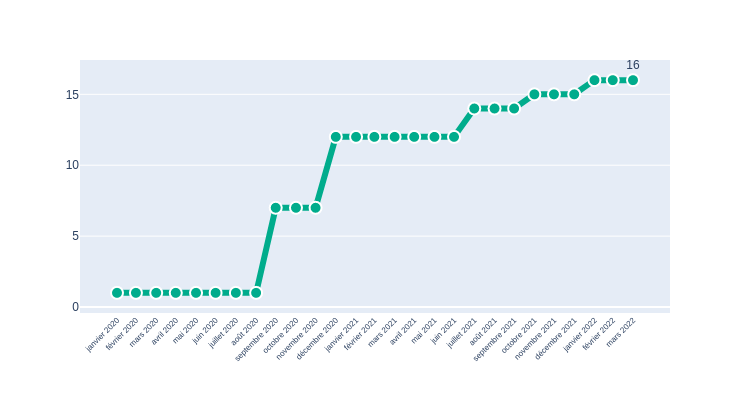 16
15
10
5
0
janvier 2020
février 2020
mars 2020
avril 2020
mai 2020
juin 2020
juillet 2020
août 2020
septembre 2020
octobre 2020
novembre 2020
décembre 2020
janvier 2021
février 2021
mars 2021
avril 2021
mai 2021
juin 2021
juillet 2021
août 2021
septembre 2021
octobre 2021
novembre 2021
décembre 2021
janvier 2022
février 2022
mars 2022